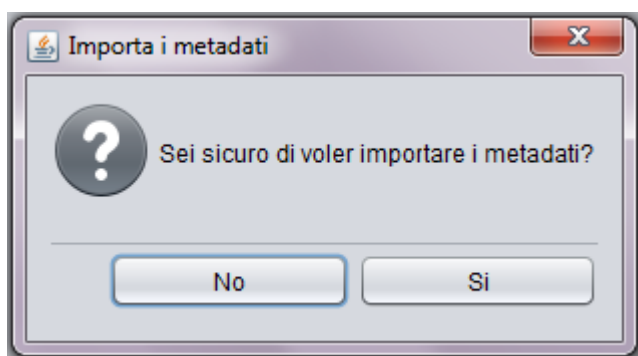 Importa i metadati
Sei sicuro di voler importare i metadati?
No
Si